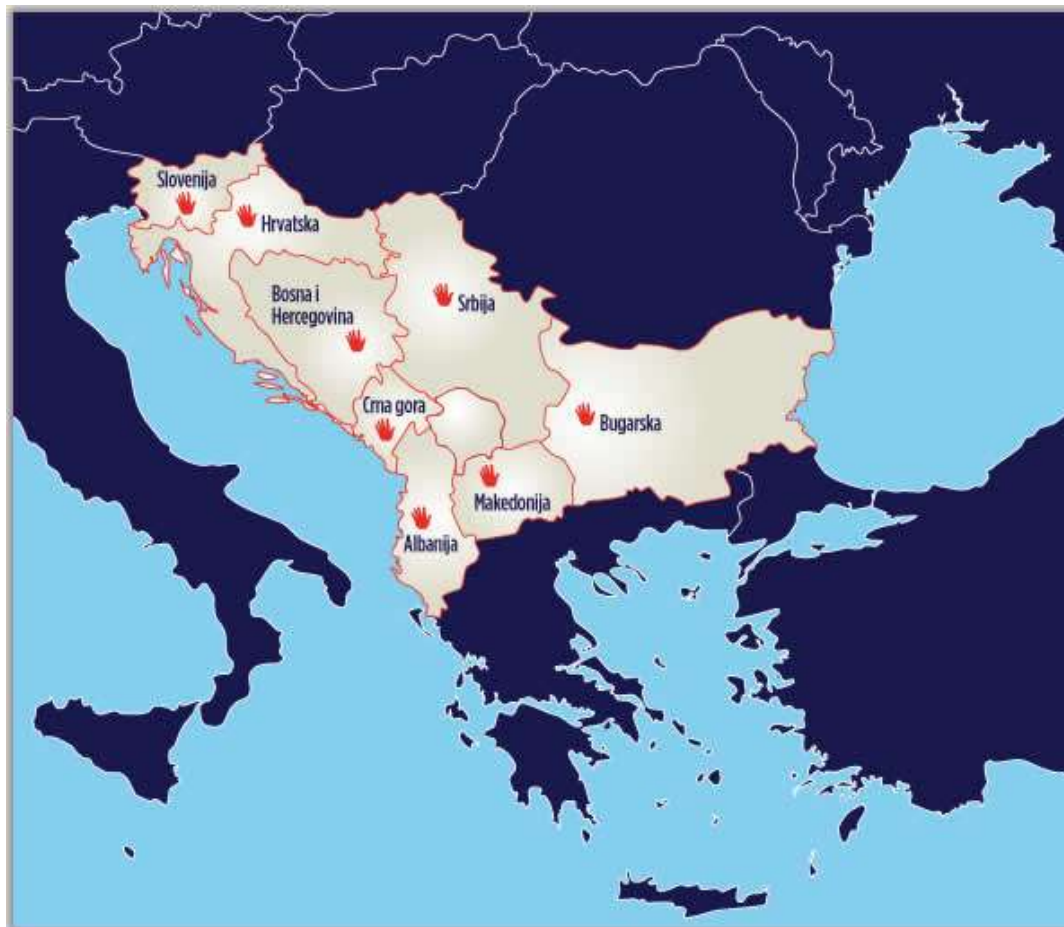 Slovenija
Hrvatska
Bosna i
Hercegovina
Srbija
Crna gora
Bugarska
Makedonija
Albanija